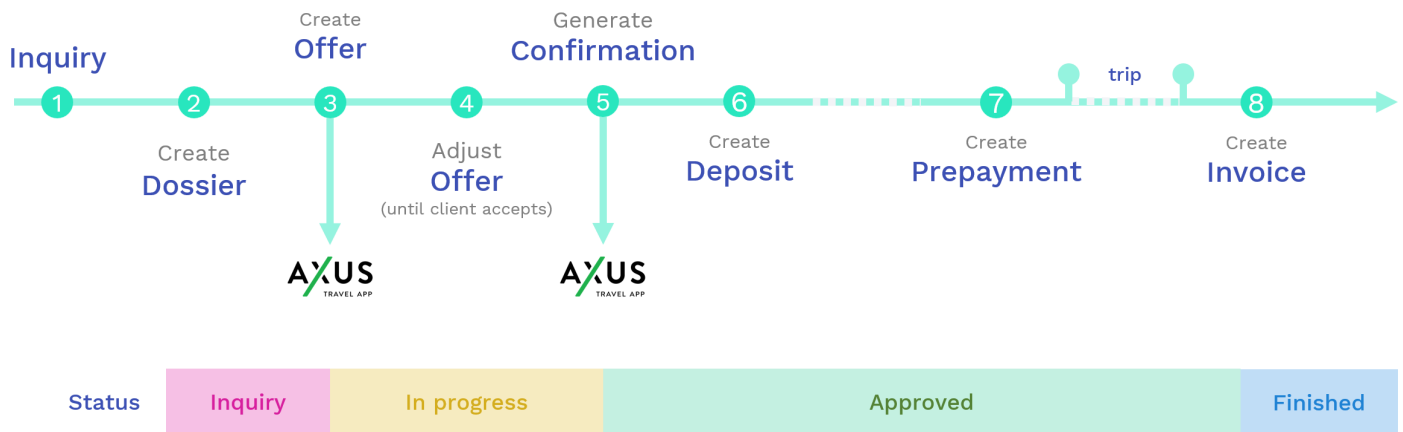 Inquiry
1
Create
Dossier
2
Create
Offer
3
AXUS
TRAVEL APP
4
Adjust
Offer
(until client accepts)
Generate
Confirmation
5
AXUS
TRAVEL APP
6
Create
Deposit
7
Create
Prepayment
trip
8
Create
Invoice
Status
Inquiry
In progress
Approved
Finished